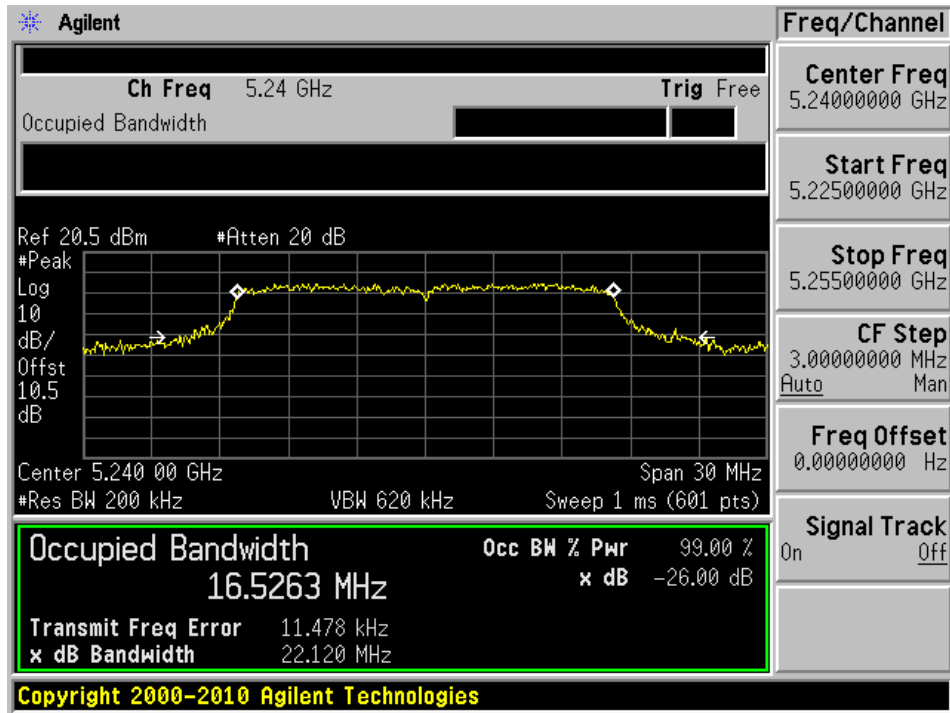 Agilent
Freq/Channel
Ch Freq 5.24 GHz Trig Free
Occupied Bandwidth
Ref 20.5 dBm #Atten 20 dB
#Peak
Log
10
dB/
Offst
10.5
dB
Center 5.240 00 GHz Span 30 MHz
#Res BW 200 kHz VBW 620 kHz Sweep 1 ms (601 pts)
Occupied Bandwidth Occ BW % Pwr 99.00 %
16.5263 MHz x dB -26.00 dB
Transmit Freq Error 11.478 kHz
x dB Bandwidth 22.120 MHz
Copyright 2000-2010 Agilent Technologies
Center Freq
5.24000000 GHz
Start Freq
5.22500000 GHz
Stop Freq
5.25500000 GHz
CF Step
3.00000000 MHz
Auto Man
Freq Offset
0.00000000 Hz
Signal Track
On Off